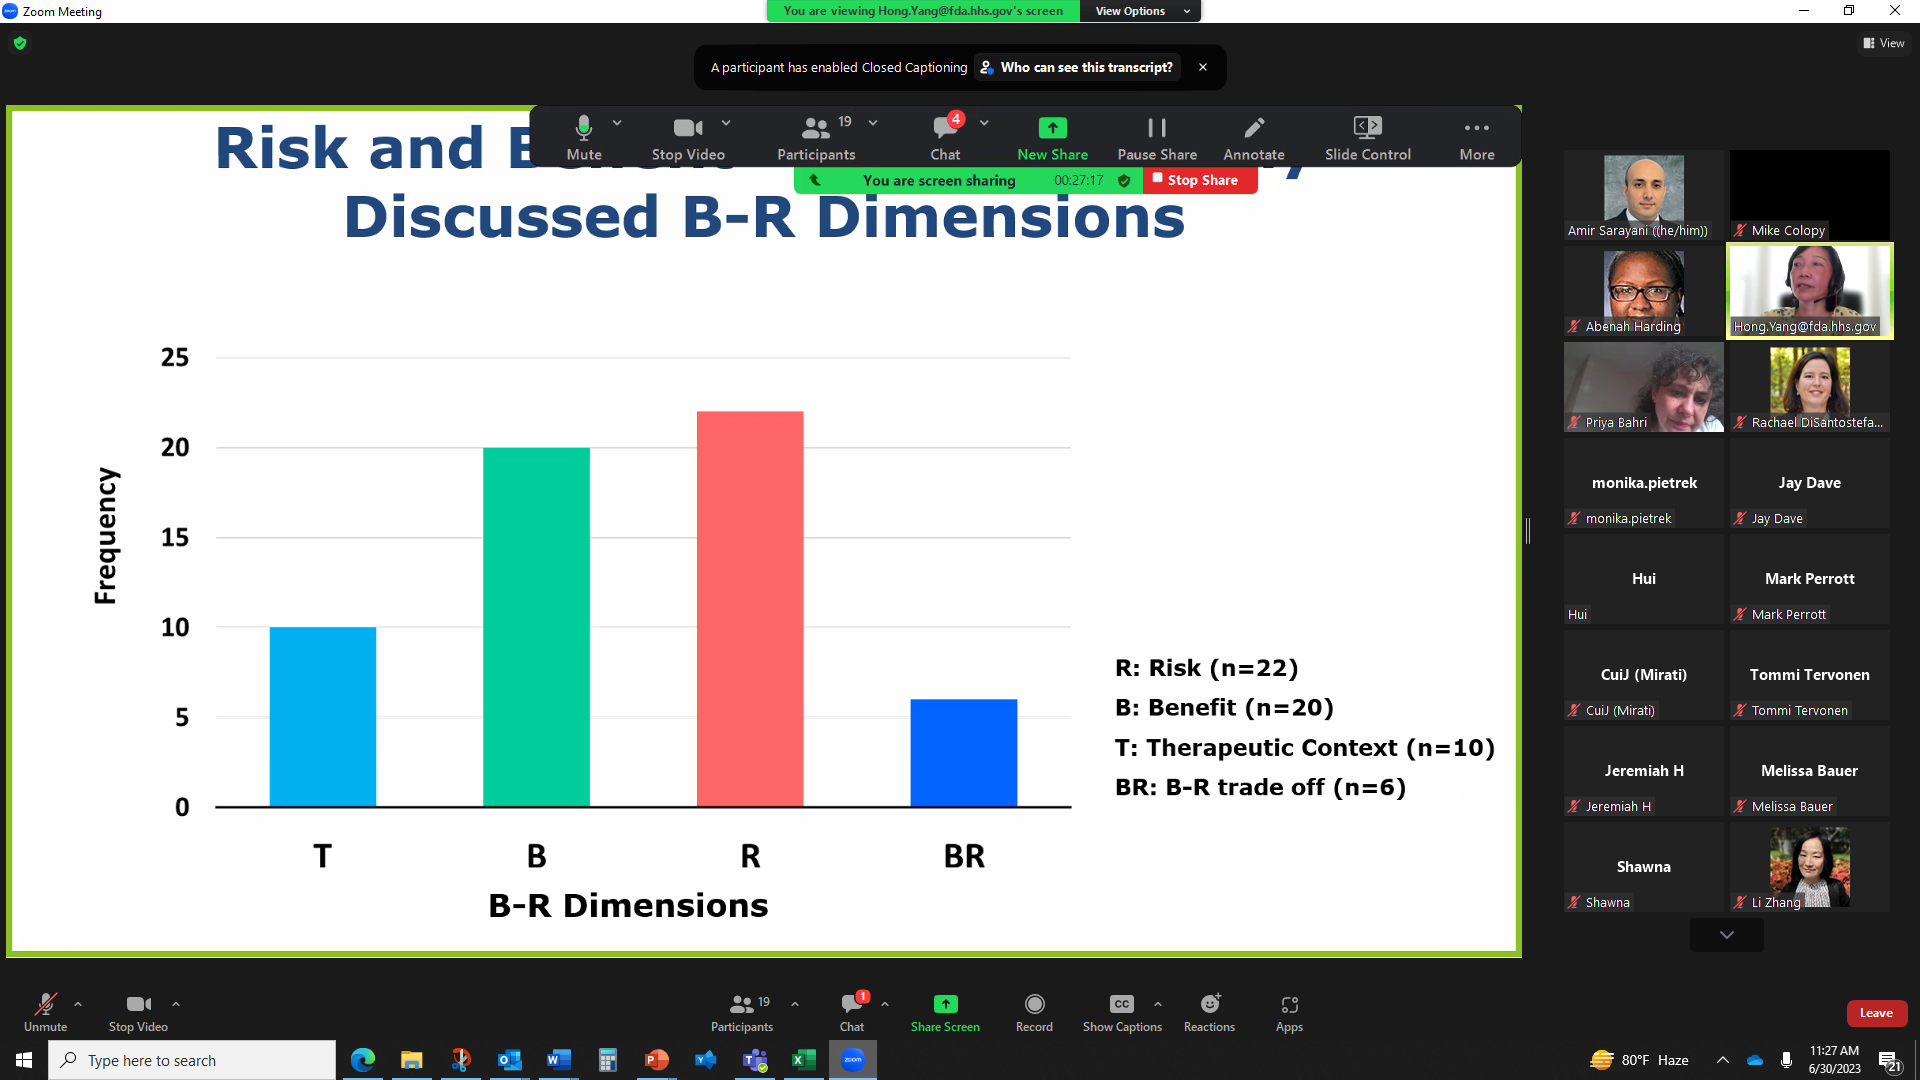 Zoom Meeting
You are viewing Hong.Yang@fda.hhs.gov's screen
View Options
View
A participant has enabled Closed Captioning
Who can see this transcript?
Mute
Stop Video
19
Participants
4
Chat
New Share
Pause Share
Annotate
Slide Control
More
You are screen sharing
00:27:17
Stop Share
Risk and
Discussed B-R Dimensions
Frequency
25
20
15
10
5
0
T
B
R
BR
B-R Dimensions
R: Risk (n=22)
B: Benefit (n=20)
T: Therapeutic Context (n=10)
BR: B-R trade off (n=6)
Amir Sarayani ((he/him))
Mike Colopy
Abenah Harding
Hong.Yang@fda.hhs.gov
Priya Bahri
Rachael DiSantostefa...
monika.pietrek
monika.pietrek
Jay Dave
Jay Dave
Hui
Hui
Mark Perrott
Mark Perrott
CuiJ (Mirati)
CuiJ (Mirati)
Tommi Tervonen
Tommi Tervonen
Jeremiah H
Jeremiah H
Melissa Bauer
Melissa Bauer
Shawna
Shawna
Li Zhang
Unmute
Stop Video
19
Participants
1
Chat
Share Screen
Record
CC
Show Captions
Reactions
Apps
Leave
Type here to search
zoom
80°F Haze
11:27 AM
6/30/2023
21